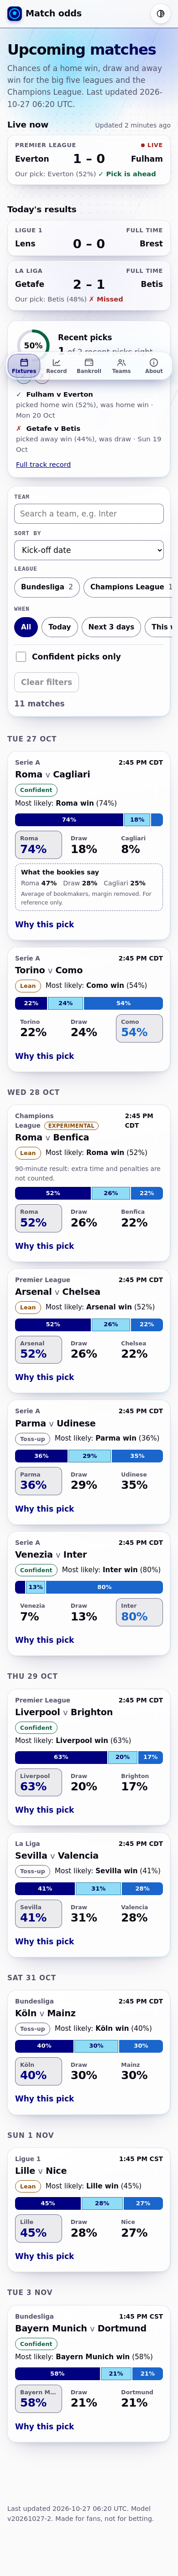 Match odds
Upcoming matches
Chances of a home win, draw and away
win for the big five leagues and the
Champions League. Last updated 2026-
10-27 06:20 UTC.
Live now
Updated 2 minutes ago
PREMIER LEAGUE
LIVE
Everton 1 – 0 Fulham
Our pick: Everton (52%) ✓ Pick is ahead
Today's results
LIGUE 1
FULL TIME
Lens 0 – 0 Brest
LA LIGA
FULL TIME
Getafe 2 – 1 Betis
Our pick: Betis (48%) ✗ Missed
50%
Recent picks
Fixtures
Record
Bankroll
Teams
About
✓ Fulham v Everton
picked home win (52%), was home win ·
Mon 20 Oct
✗ Getafe v Betis
picked away win (44%), was draw · Sun 19
Oct
Full track record
TEAM
Search a team, e.g. Inter
SORT BY
Kick-off date
LEAGUE
Bundesliga 2
Champions League 1
WHEN
All
Today
Next 3 days
Confident picks only
Clear filters
11 matches
TUE 27 OCT
Serie A
2:45 PM CDT
Roma v Cagliari
Confident
Most likely: Roma win (74%)
74% 18%
Roma Draw Cagliari
74% 18% 8%
What the bookies say
Roma 47% Draw 28% Cagliari 25%
Average of bookmakers, margin removed. For
reference only.
Why this pick
Serie A
2:45 PM CDT
Torino v Como
Lean Most likely: Como win (54%)
22% 24% 54%
Torino Draw Como
22% 24% 54%
Why this pick
WED 28 OCT
Champions
League EXPERIMENTAL
2:45 PM
CDT
Roma v Benfica
Lean Most likely: Roma win (52%)
90-minute result: extra time and penalties are
not counted.
52% 26% 22%
Roma Draw Benfica
52% 26% 22%
Why this pick
Premier League
2:45 PM CDT
Arsenal v Chelsea
Lean Most likely: Arsenal win (52%)
52% 26% 22%
Arsenal Draw Chelsea
52% 26% 22%
Why this pick
Serie A
2:45 PM CDT
Parma v Udinese
Toss-up Most likely: Parma win (36%)
36% 29% 35%
Parma Draw Udinese
36% 29% 35%
Why this pick
Serie A
2:45 PM CDT
Venezia v Inter
Confident Most likely: Inter win (80%)
13% 80%
Venezia Draw Inter
7% 13% 80%
Why this pick
THU 29 OCT
Premier League
2:45 PM CDT
Liverpool v Brighton
Confident
Most likely: Liverpool win (63%)
63% 20% 17%
Liverpool Draw Brighton
63% 20% 17%
Why this pick
La Liga
2:45 PM CDT
Sevilla v Valencia
Toss-up Most likely: Sevilla win (41%)
41% 31% 28%
Sevilla Draw Valencia
41% 31% 28%
Why this pick
SAT 31 OCT
Bundesliga
2:45 PM CDT
Köln v Mainz
Toss-up Most likely: Köln win (40%)
40% 30% 30%
Köln Draw Mainz
40% 30% 30%
Why this pick
SUN 1 NOV
Ligue 1
1:45 PM CST
Lille v Nice
Lean Most likely: Lille win (45%)
45% 28% 27%
Lille Draw Nice
45% 28% 27%
Why this pick
TUE 3 NOV
Bundesliga
1:45 PM CST
Bayern Munich v Dortmund
Confident
Most likely: Bayern Munich win (58%)
58% 21% 21%
Bayern M… Draw Dortmund
58% 21% 21%
Why this pick
Last updated 2026-10-27 06:20 UTC. Model
v20261027-2. Made for fans, not for betting.